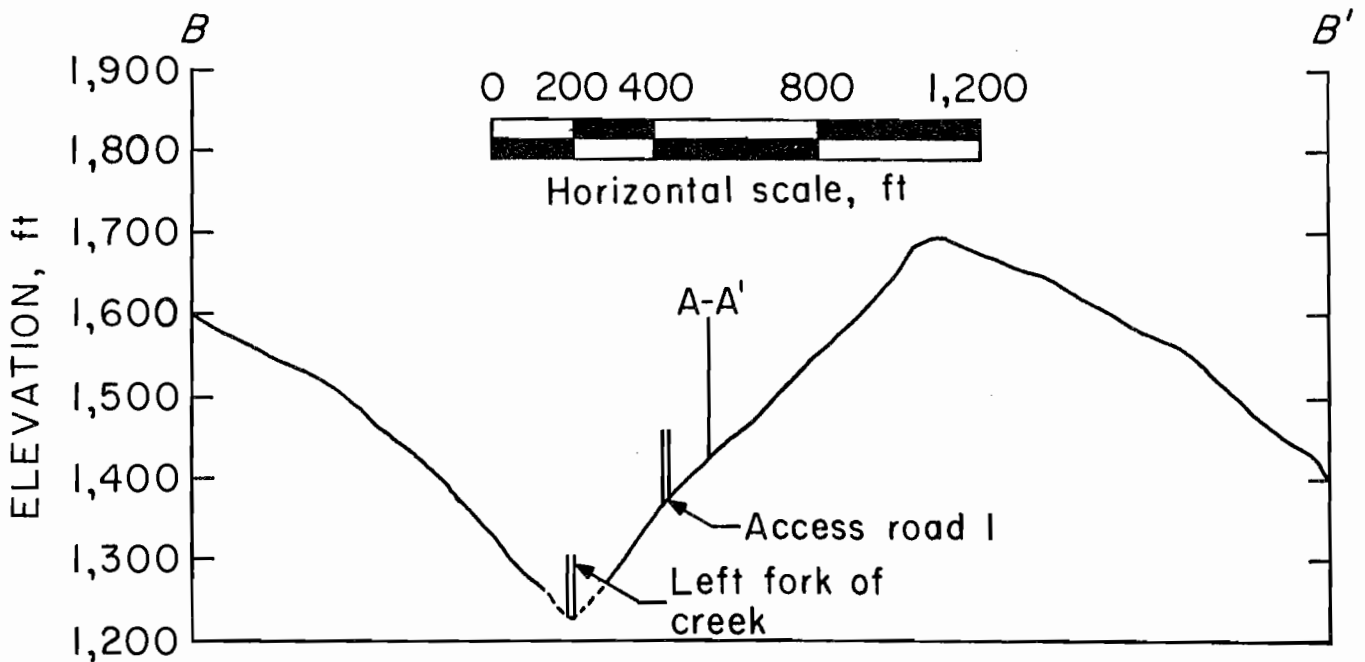 B B'
1,900
0 200 400 800 1,200
1,800
Horizontal scale, ft
1,700
A-A'
1,600
1,500
1,400
Access road 1
1,300
Left fork of
creek
1,200
ELEVATION, ft